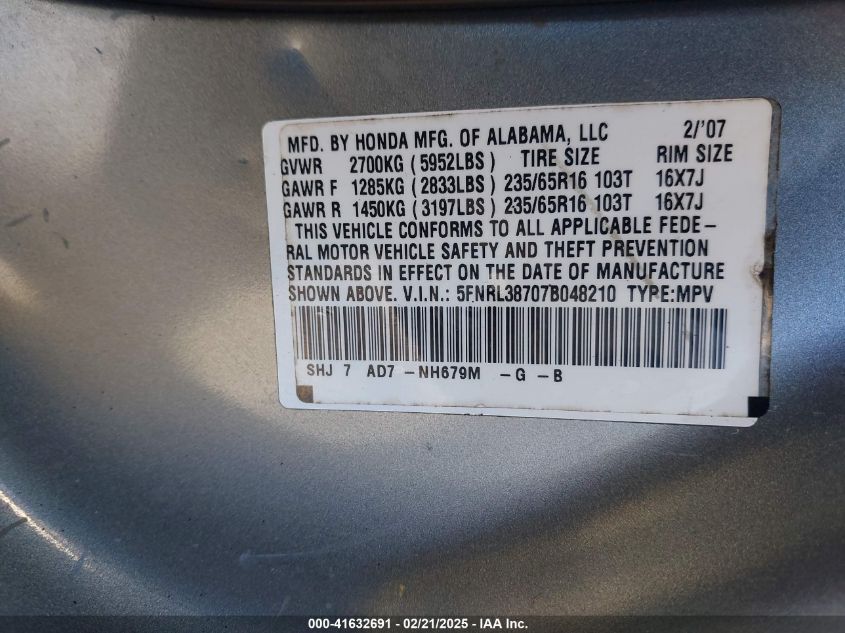 MFD. BY HONDA MFG. OF ALABAMA, LLC 2/'07
GVWR 2700KG (5952LBS) TIRE SIZE RIM SIZE
GAWR F 1285KG (2833LBS) 235/65R16 103T 16X7J
GAWR R 1450KG (3197LBS) 235/65R16 103T 16X7J
THIS VEHICLE CONFORMS TO ALL APPLICABLE FEDE-
RAL MOTOR VEHICLE SAFETY AND THEFT PREVENTION
STANDARDS IN EFFECT ON THE DATE OF MANUFACTURE
SHOWN ABOVE. V.I.N.: 5FNRL38707B048210 TYPE:MPV
SHJ 7 AD7 -NH679M -G -B
000-41632691 - 02/21/2025 - IAA Inc.